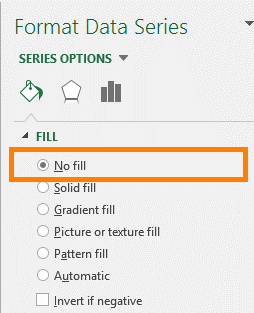 Format Data Series
SERIES OPTIONS
FILL
No fill
Solid fill
Gradient fill
Picture or texture fill
Pattern fill
Automatic
Invert if negative